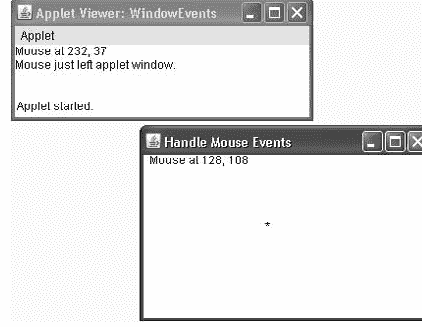 Applet Viewer: WindowEvents
Applet
Mouse at 232, 37
Mouse just left applet window.
Applet started.
Handle Mouse Events
Mouse at 128, 108
*